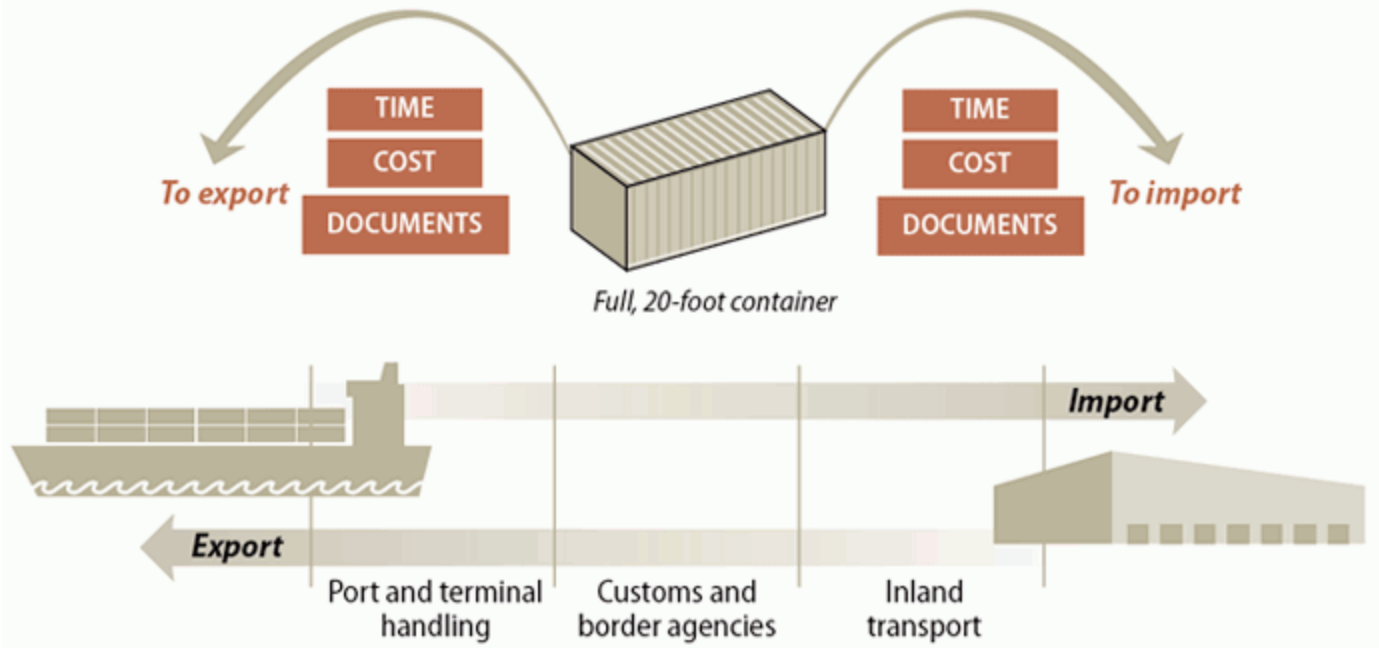 TIME
COST
DOCUMENTS
To export
TIME
COST
DOCUMENTS
To import
Full, 20-foot container
Import
Export
Port and terminal
handling
Customs and
border agencies
Inland
transport